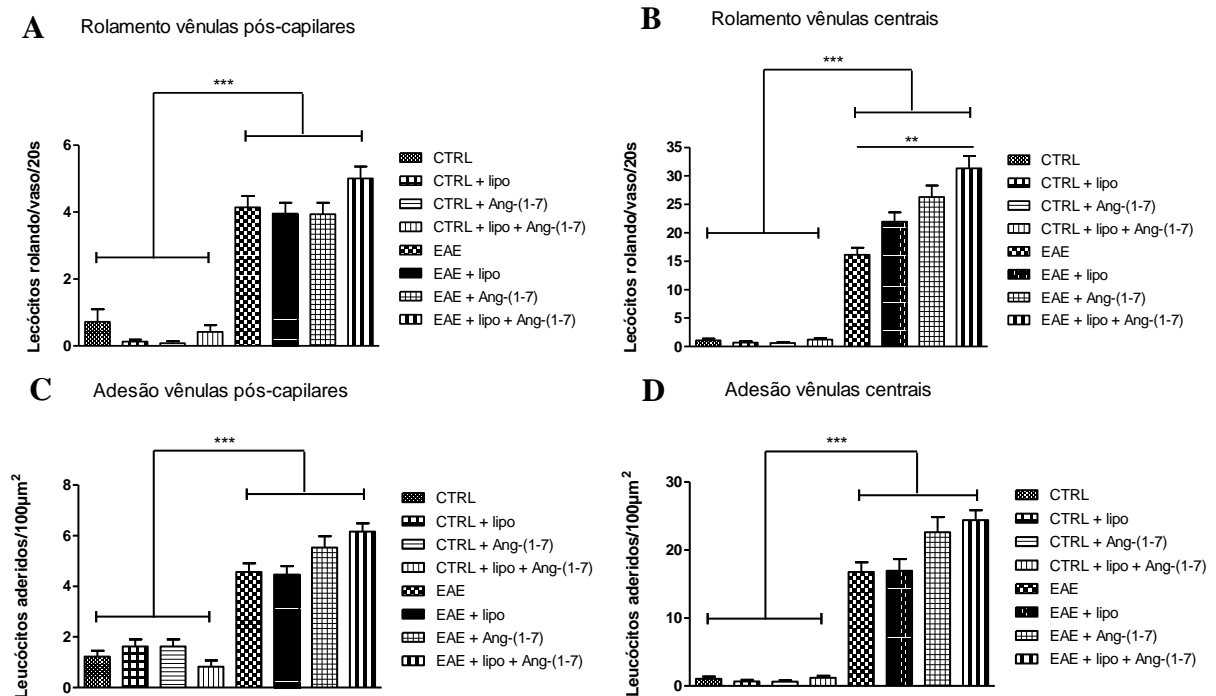 A Rolamento vênulas pós-capilares
***
Lecócitos rolando/vaso/20s
6
4
2
0
CTRL
CTRL + lipo
CTRL + Ang-(1-7)
CTRL + lipo + Ang-(1-7)
EAE
EAE + lipo
EAE + Ang-(1-7)
EAE + lipo + Ang-(1-7)
B Rolamento vênulas centrais
***
**
Lecócitos rolando/vaso/20s
35
30
25
20
15
10
5
0
CTRL
CTRL + lipo
CTRL + Ang-(1-7)
CTRL + lipo + Ang-(1-7)
EAE
EAE + lipo
EAE + Ang-(1-7)
EAE + lipo + Ang-(1-7)
C Adesão vênulas pós-capilares
***
Leucócitos aderidos/100µm²
8
6
4
2
0
CTRL
CTRL + lipo
CTRL + Ang-(1-7)
CTRL + lipo + Ang-(1-7)
EAE
EAE + lipo
EAE + Ang-(1-7)
EAE + lipo + Ang-(1-7)
D Adesão vênulas centrais
***
Leucócitos aderidos/100µm²
30
20
10
0
CTRL
CTRL + lipo
CTRL + Ang-(1-7)
CTRL + lipo + Ang-(1-7)
EAE
EAE + lipo
EAE + Ang-(1-7)
EAE + lipo + Ang-(1-7)